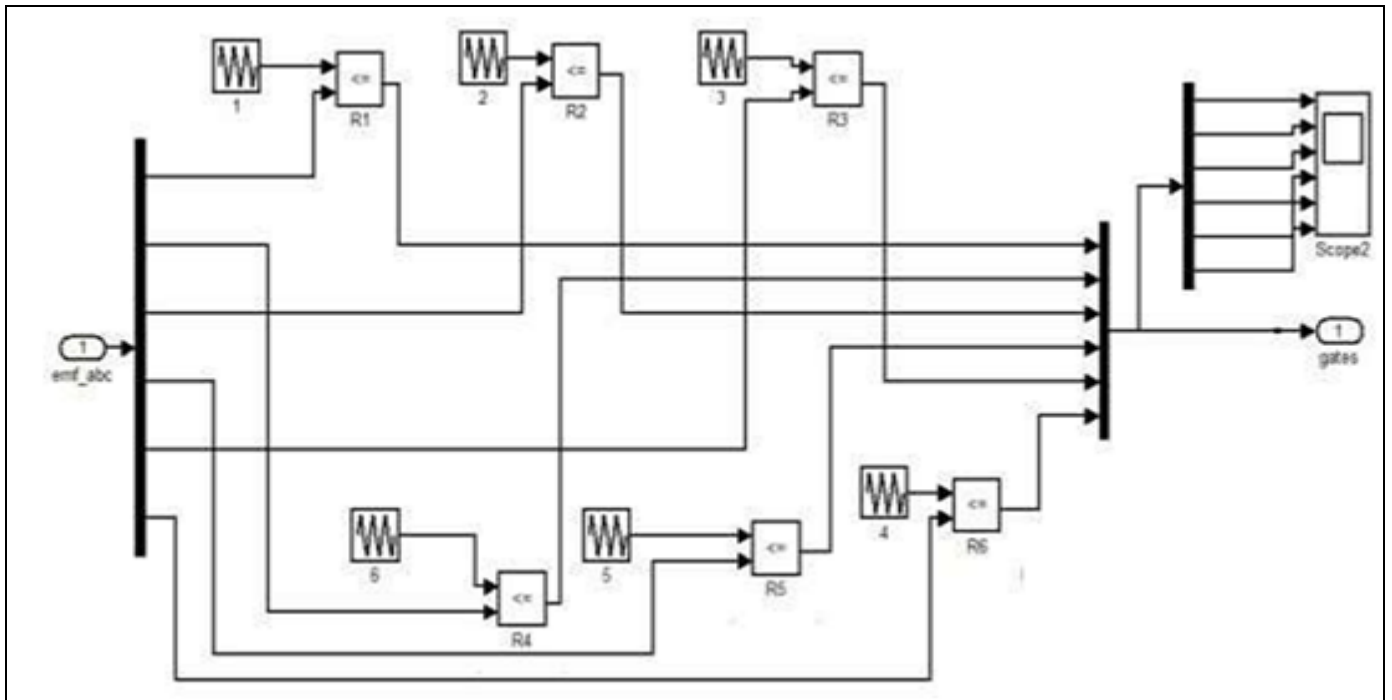 <=
1
R1
<=
2
R2
<=
3
R3
Scope2
1
emf_abc
1
gates
<=
4
R6
<=
6
R4
<=
5
R5